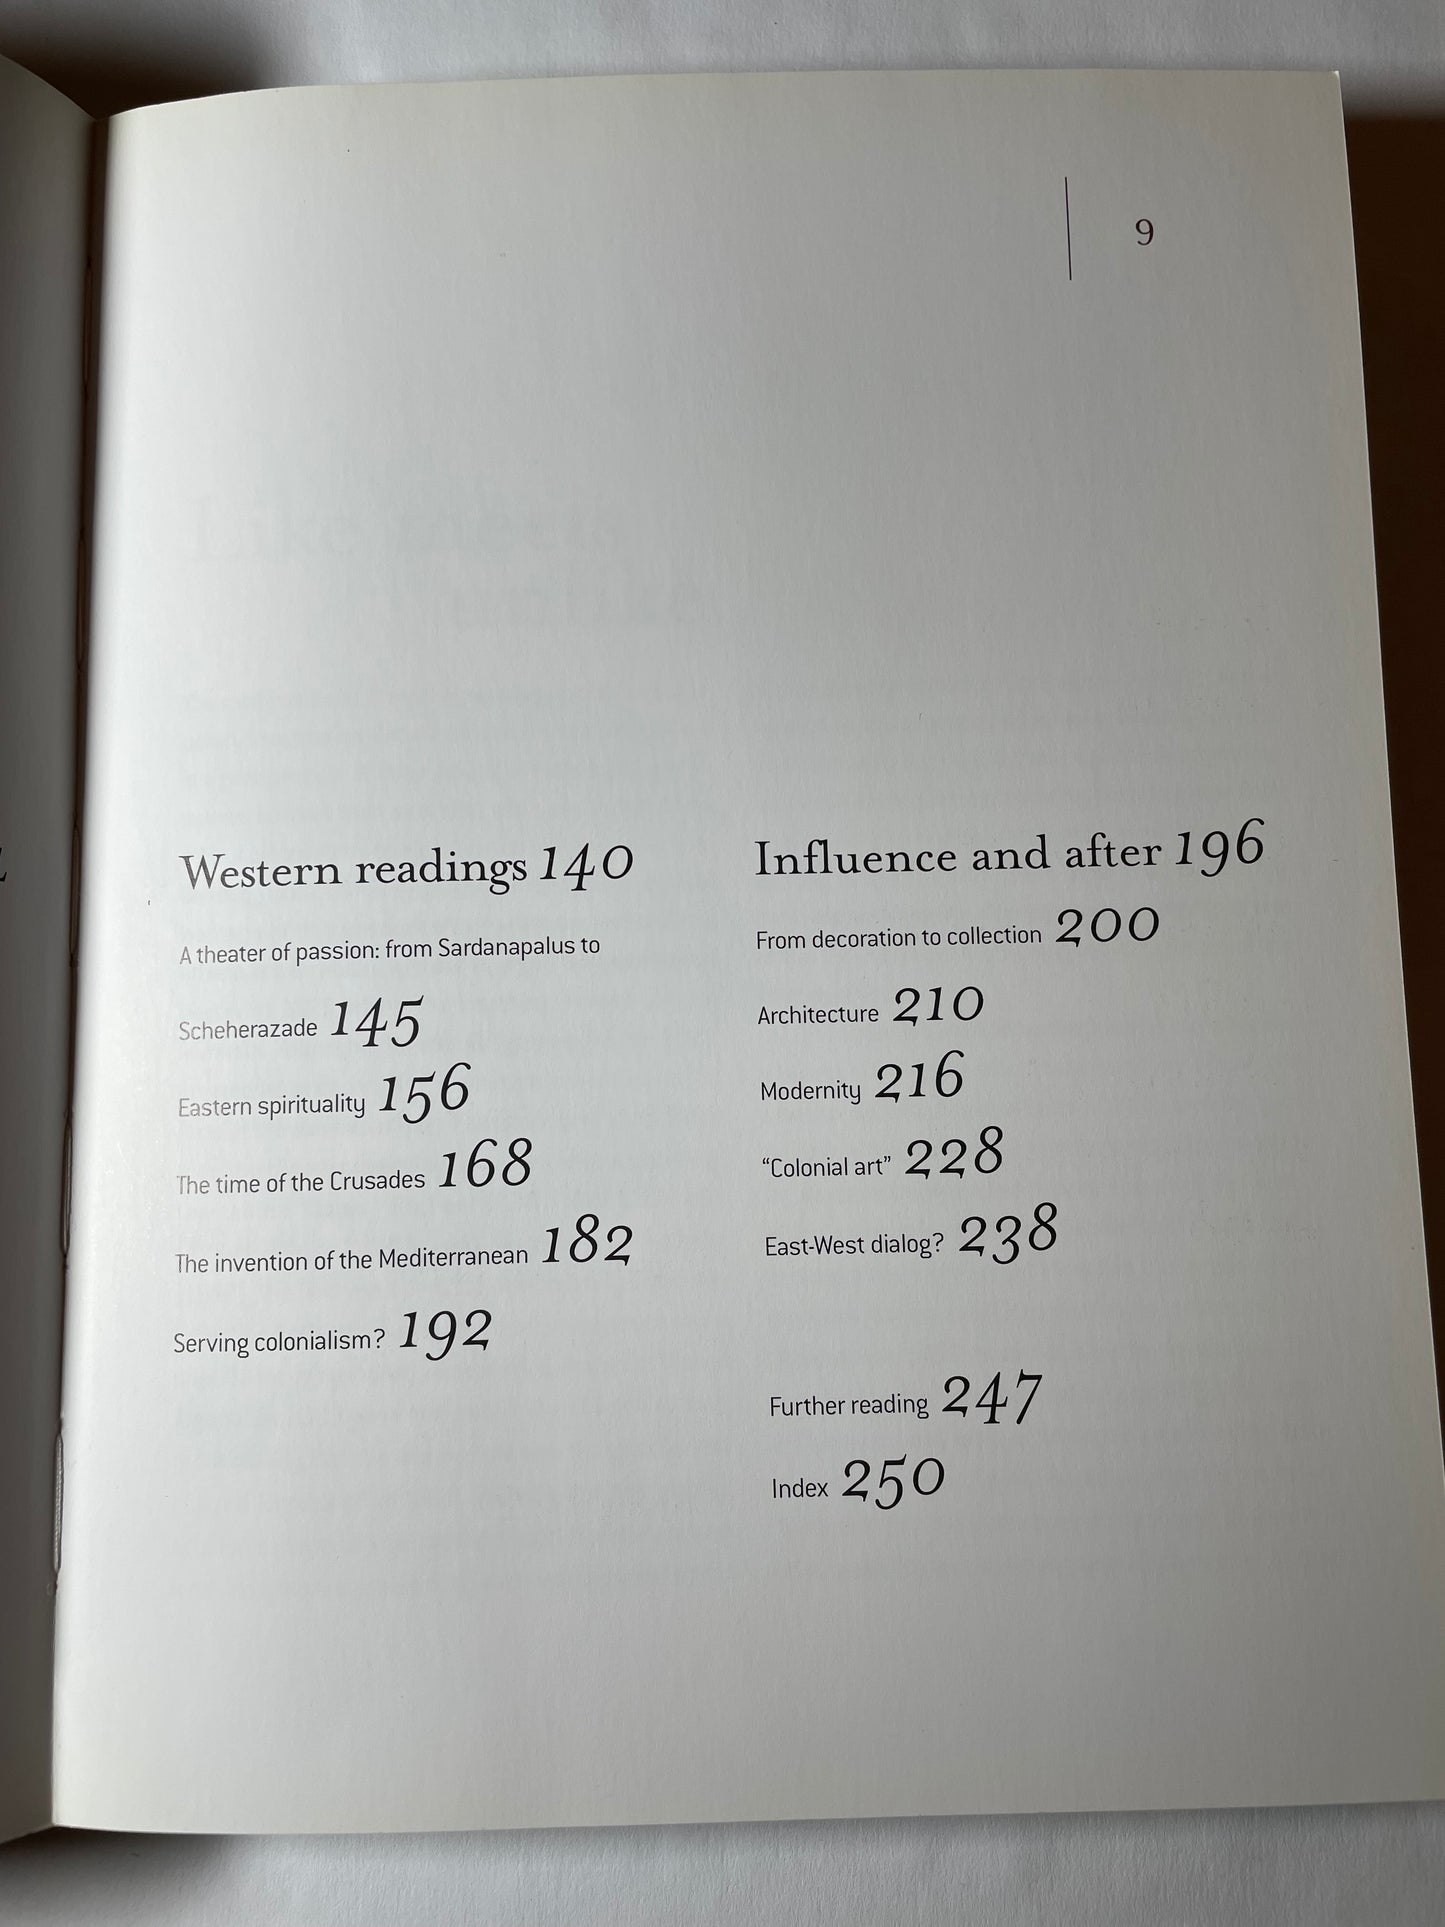 9
Western readings 140
A theater of passion: from Sardanapalus to
Scheherazade 145
Eastern spirituality 156
The time of the Crusades 168
The invention of the Mediterranean 182
Serving colonialism? 192
Influence and after 196
From decoration to collection 200
Architecture 210
Modernity 216
“Colonial art” 228
East-West dialog? 238
Further reading 247
Index 250